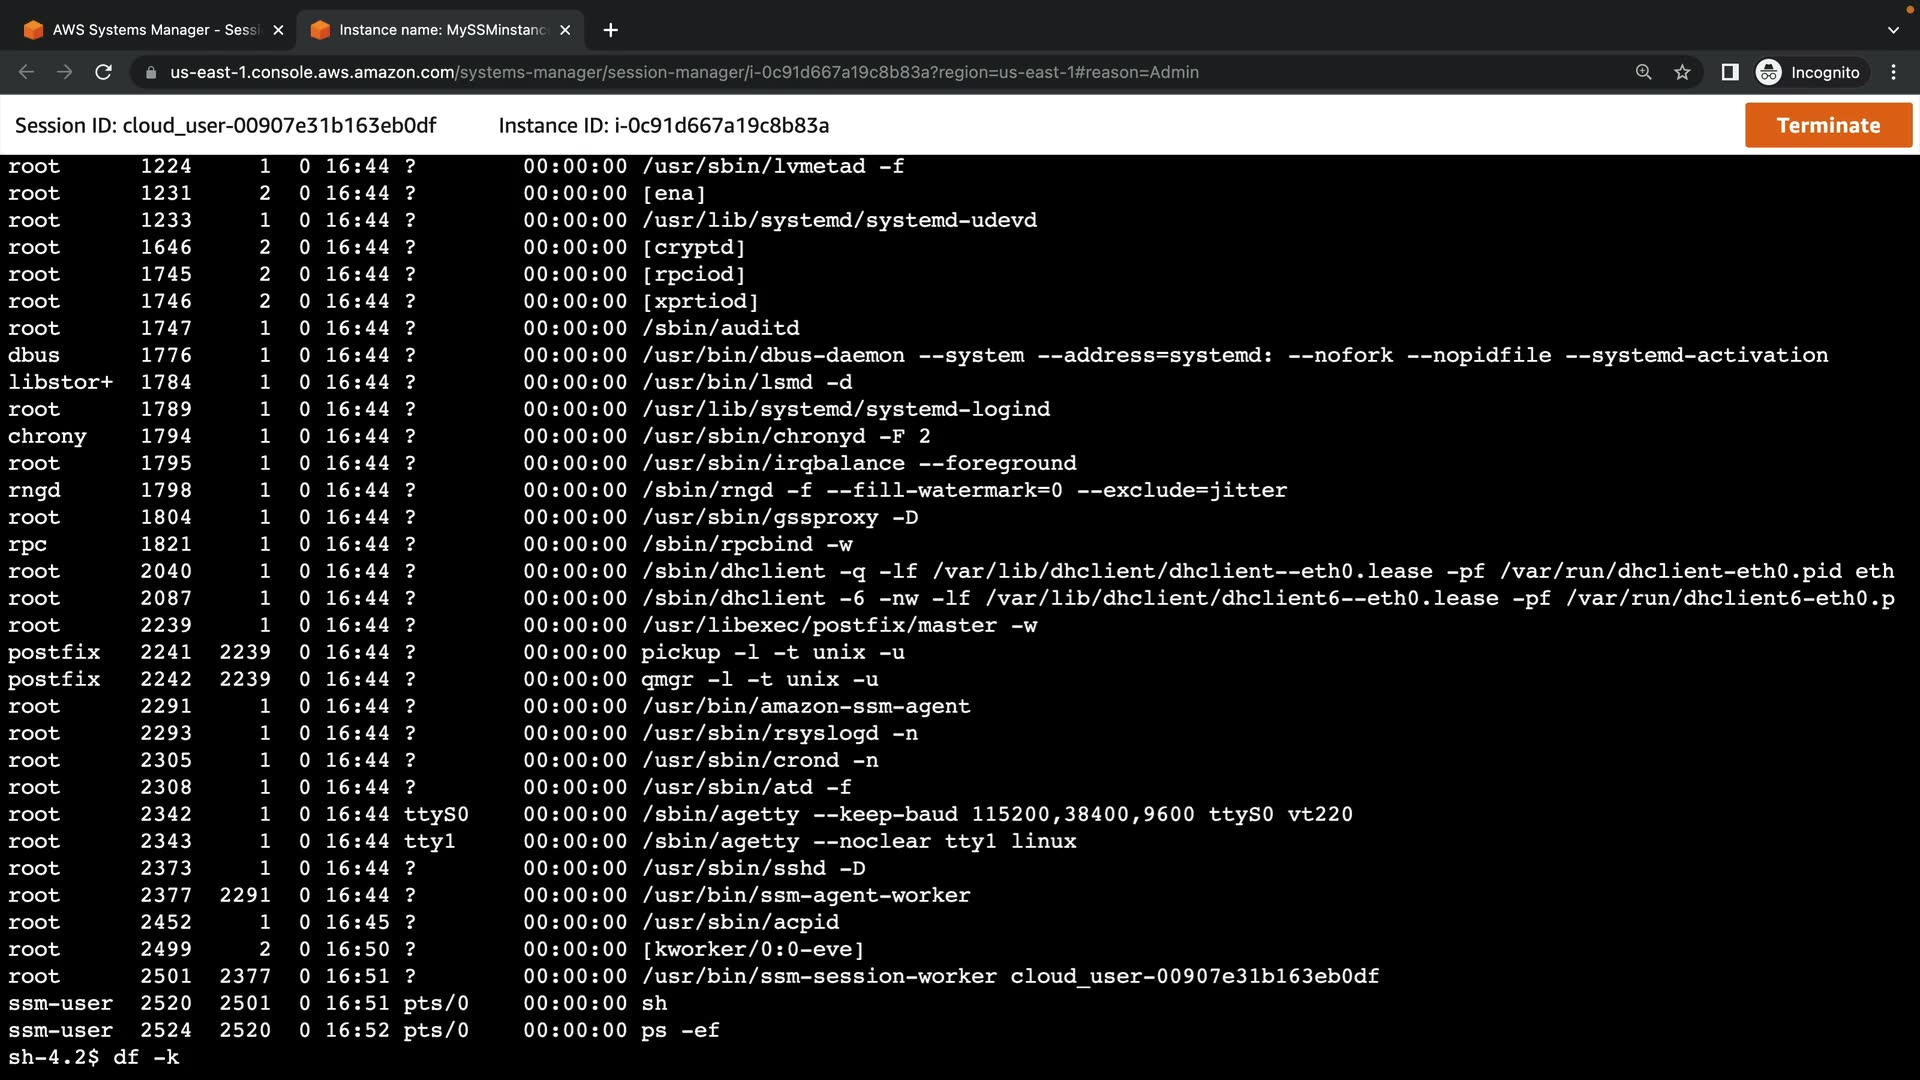 AWS Systems Manager - Sessi
Instance name: MySSMinstanc
us-east-1.console.aws.amazon.com/systems-manager/session-manager/i-0c91d667a19c8b83a?region=us-east-1#reason=Admin
Incognito
Session ID: cloud_user-00907e31b163eb0df Instance ID: i-0c91d667a19c8b83a
Terminate
root 1224 1 0 16:44 ? 00:00:00 /usr/sbin/lvmetad -f
root 1231 2 0 16:44 ? 00:00:00 [ena]
root 1233 1 0 16:44 ? 00:00:00 /usr/lib/systemd/systemd-udevd
root 1646 2 0 16:44 ? 00:00:00 [cryptd]
root 1745 2 0 16:44 ? 00:00:00 [rpciod]
root 1746 2 0 16:44 ? 00:00:00 [xprtiod]
root 1747 1 0 16:44 ? 00:00:00 /sbin/auditd
dbus 1776 1 0 16:44 ? 00:00:00 /usr/bin/dbus-daemon --system --address=systemd: --nofork --nopidfile --systemd-activation
libstor+ 1784 1 0 16:44 ? 00:00:00 /usr/bin/lsmd -d
root 1789 1 0 16:44 ? 00:00:00 /usr/lib/systemd/systemd-logind
chrony 1794 1 0 16:44 ? 00:00:00 /usr/sbin/chronyd -F 2
root 1795 1 0 16:44 ? 00:00:00 /usr/sbin/irqbalance --foreground
rngd 1798 1 0 16:44 ? 00:00:00 /sbin/rngd -f --fill-watermark=0 --exclude=jitter
root 1804 1 0 16:44 ? 00:00:00 /usr/sbin/gssproxy -D
rpc 1821 1 0 16:44 ? 00:00:00 /sbin/rpcbind -w
root 2040 1 0 16:44 ? 00:00:00 /sbin/dhclient -q -lf /var/lib/dhclient/dhclient--eth0.lease -pf /var/run/dhclient-eth0.pid eth
root 2087 1 0 16:44 ? 00:00:00 /sbin/dhclient -6 -nw -lf /var/lib/dhclient/dhclient6--eth0.lease -pf /var/run/dhclient6-eth0.p
root 2239 1 0 16:44 ? 00:00:00 /usr/libexec/postfix/master -w
postfix 2241 2239 0 16:44 ? 00:00:00 pickup -l -t unix -u
postfix 2242 2239 0 16:44 ? 00:00:00 qmgr -l -t unix -u
root 2291 1 0 16:44 ? 00:00:00 /usr/bin/amazon-ssm-agent
root 2293 1 0 16:44 ? 00:00:00 /usr/sbin/rsyslogd -n
root 2305 1 0 16:44 ? 00:00:00 /usr/sbin/crond -n
root 2308 1 0 16:44 ? 00:00:00 /usr/sbin/atd -f
root 2342 1 0 16:44 ttyS0 00:00:00 /sbin/agetty --keep-baud 115200,38400,9600 ttyS0 vt220
root 2343 1 0 16:44 tty1 00:00:00 /sbin/agetty --noclear tty1 linux
root 2373 1 0 16:44 ? 00:00:00 /usr/sbin/sshd -D
root 2377 2291 0 16:44 ? 00:00:00 /usr/bin/ssm-agent-worker
root 2452 1 0 16:45 ? 00:00:00 /usr/sbin/acpid
root 2499 2 0 16:50 ? 00:00:00 [kworker/0:0-eve]
root 2501 2377 0 16:51 ? 00:00:00 /usr/bin/ssm-session-worker cloud_user-00907e31b163eb0df
ssm-user 2520 2501 0 16:51 pts/0 00:00:00 sh
ssm-user 2524 2520 0 16:52 pts/0 00:00:00 ps -ef
sh-4.2$ df -k